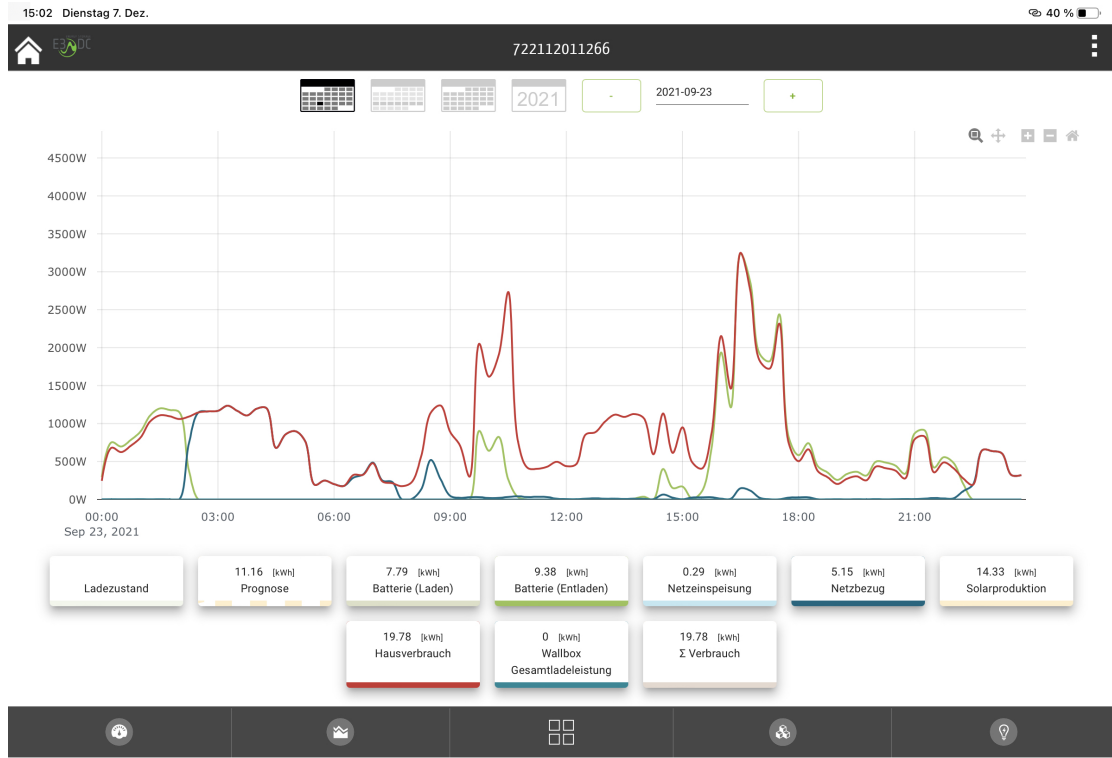 15:02 Dienstag 7. Dez.
40 %
E3/DC
722112011266
2021
-
2021-09-23
+
4500W
4000W
3500W
3000W
2500W
2000W
1500W
1000W
500W
0W
00:00 03:00 06:00 09:00 12:00 15:00 18:00 21:00
Sep 23, 2021
Ladezustand
11.16 [kWh]
Prognose
7.79 [kWh]
Batterie (Laden)
9.38 [kWh]
Batterie (Entladen)
0.29 [kWh]
Netzeinspeisung
5.15 [kWh]
Netzbezug
14.33 [kWh]
Solarproduktion
19.78 [kWh]
Hausverbrauch
0 [kWh]
Wallbox
Gesamtladeleistung
19.78 [kWh]
Σ Verbrauch